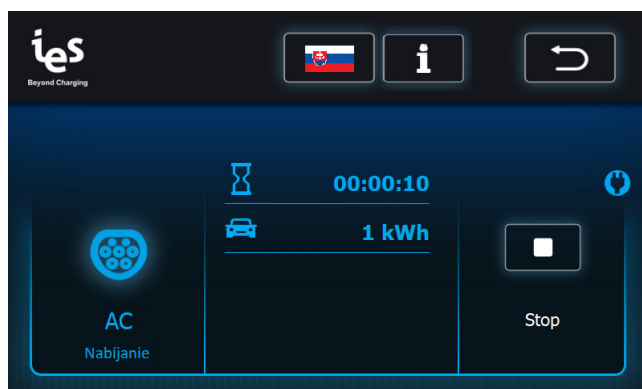 ies
Beyond Charging
i
00:00:10
1 kWh
AC
Nabíjanie
Stop